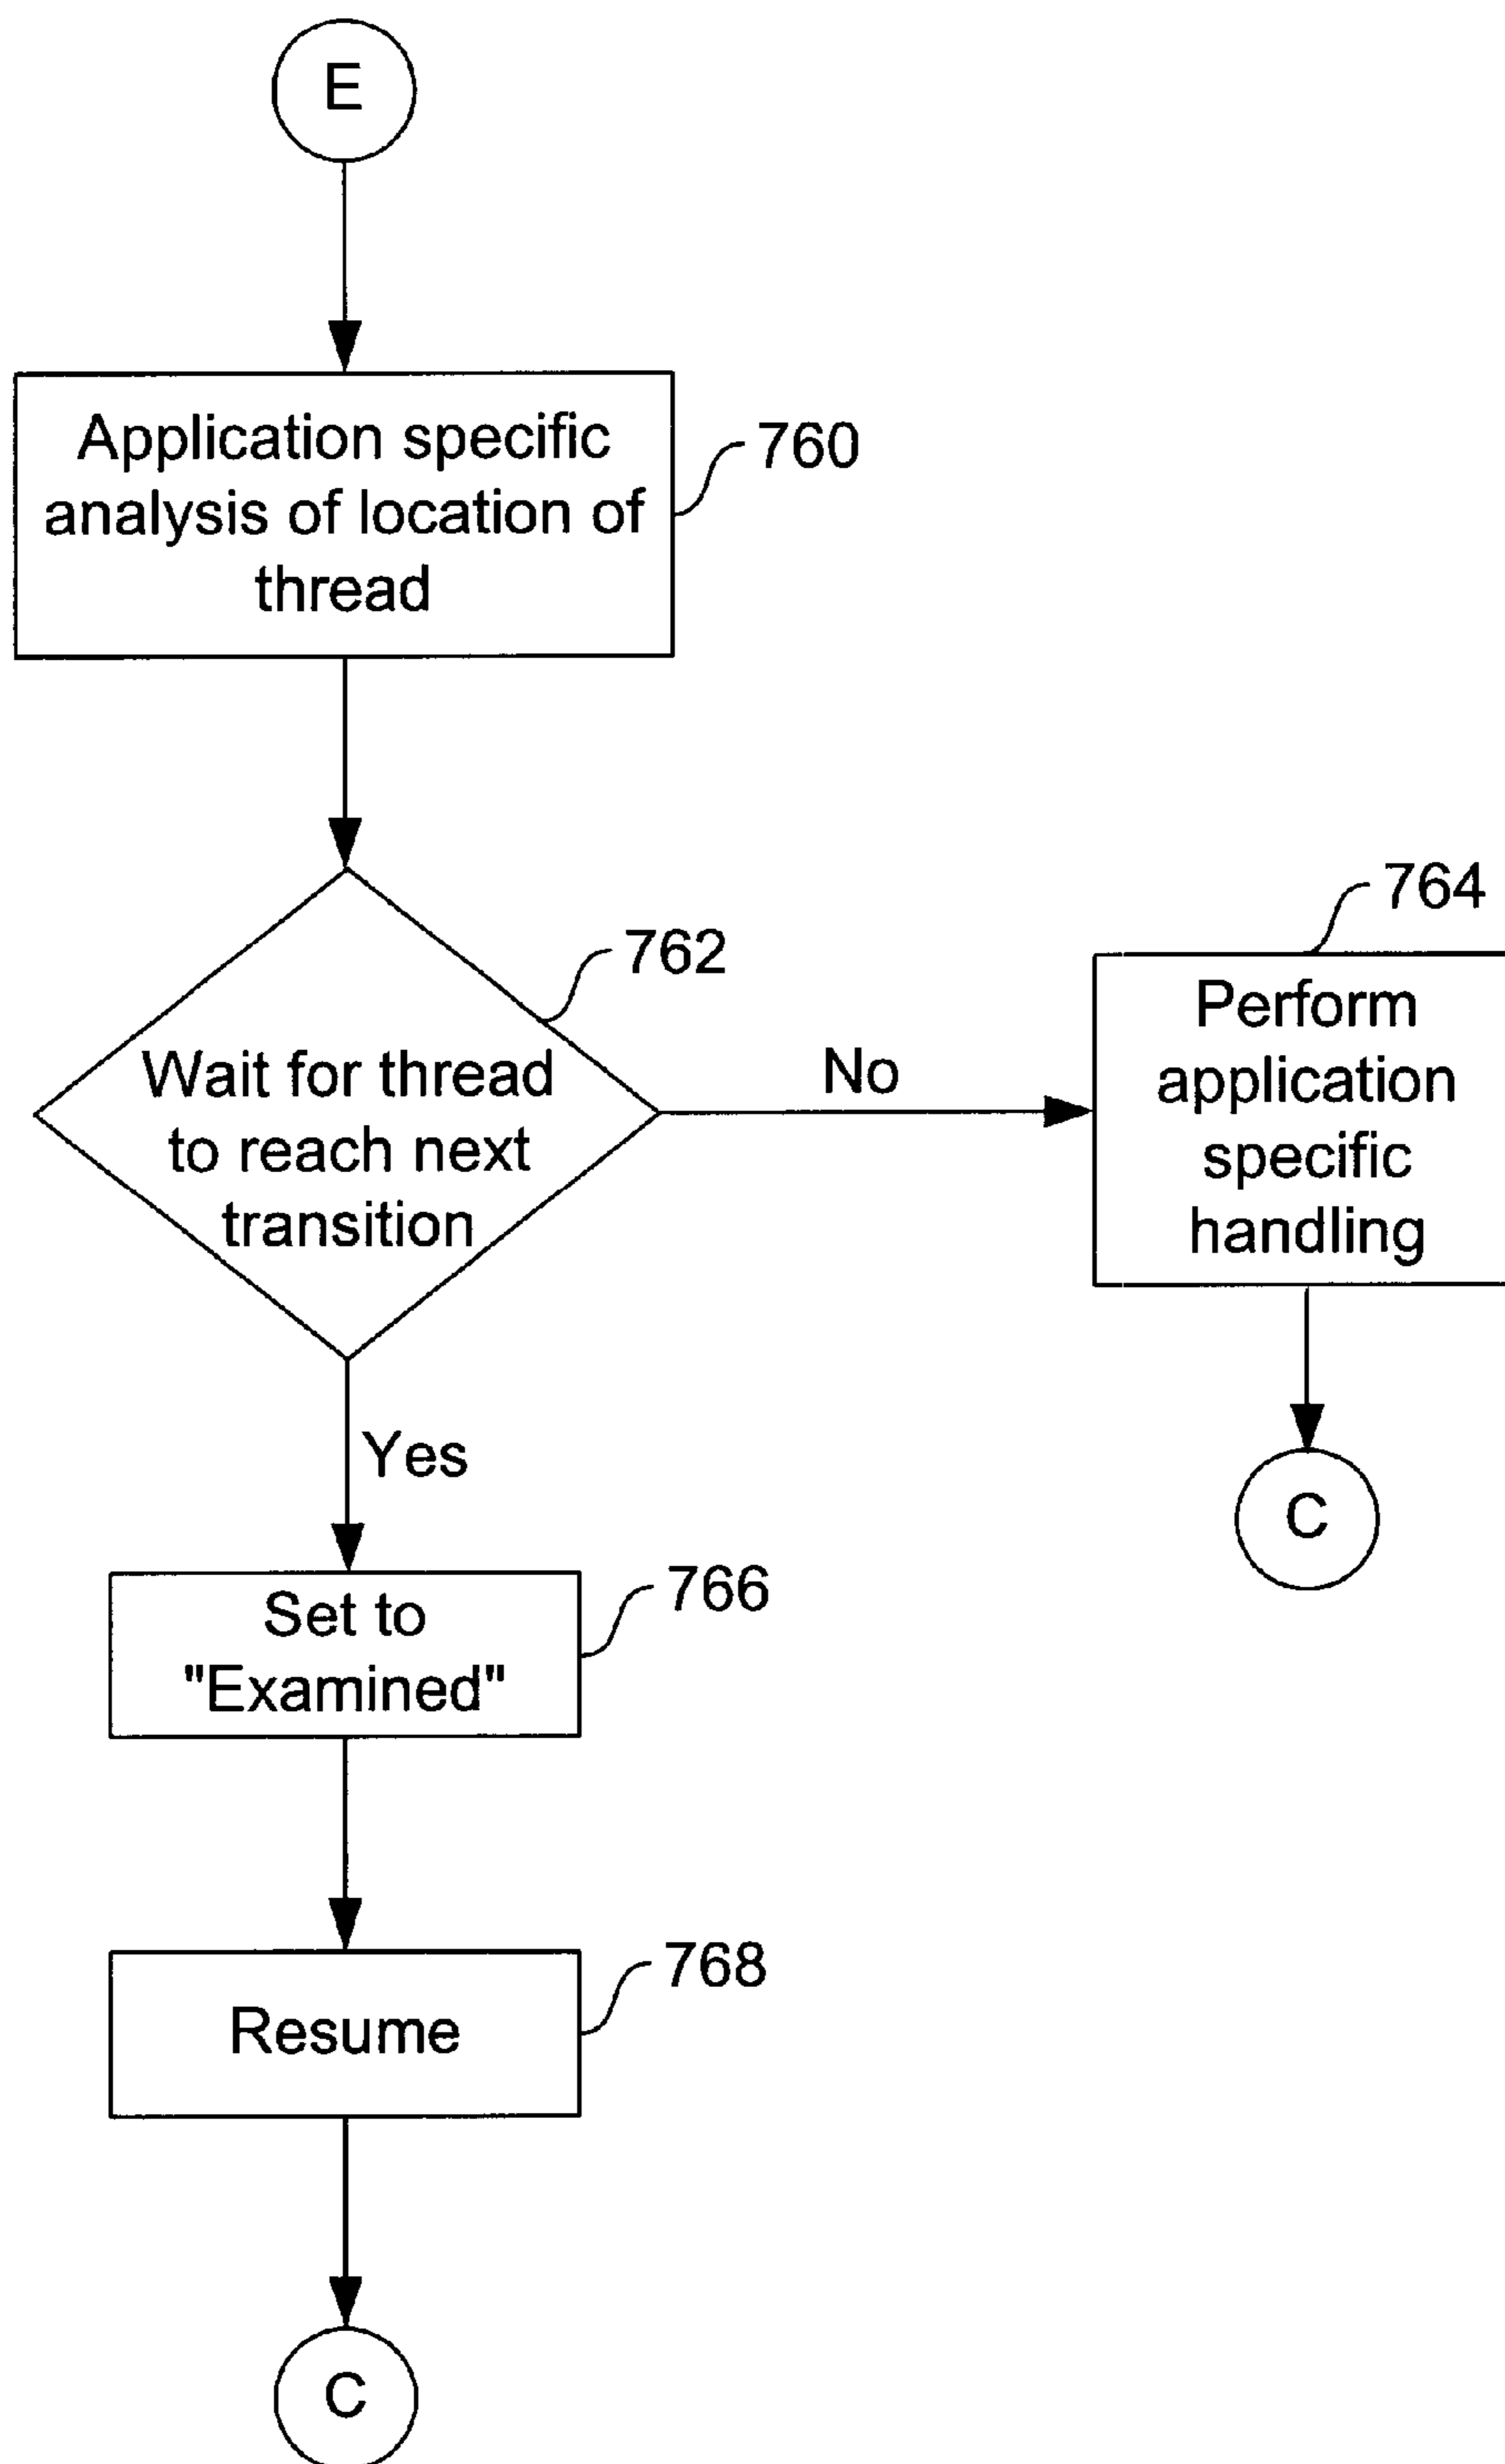 E
Application specific
analysis of location of
thread
760
762
Wait for thread
to reach next
transition
No
764
Perform
application
specific
handling
C
Yes
Set to
"Examined"
766
Resume
768
C